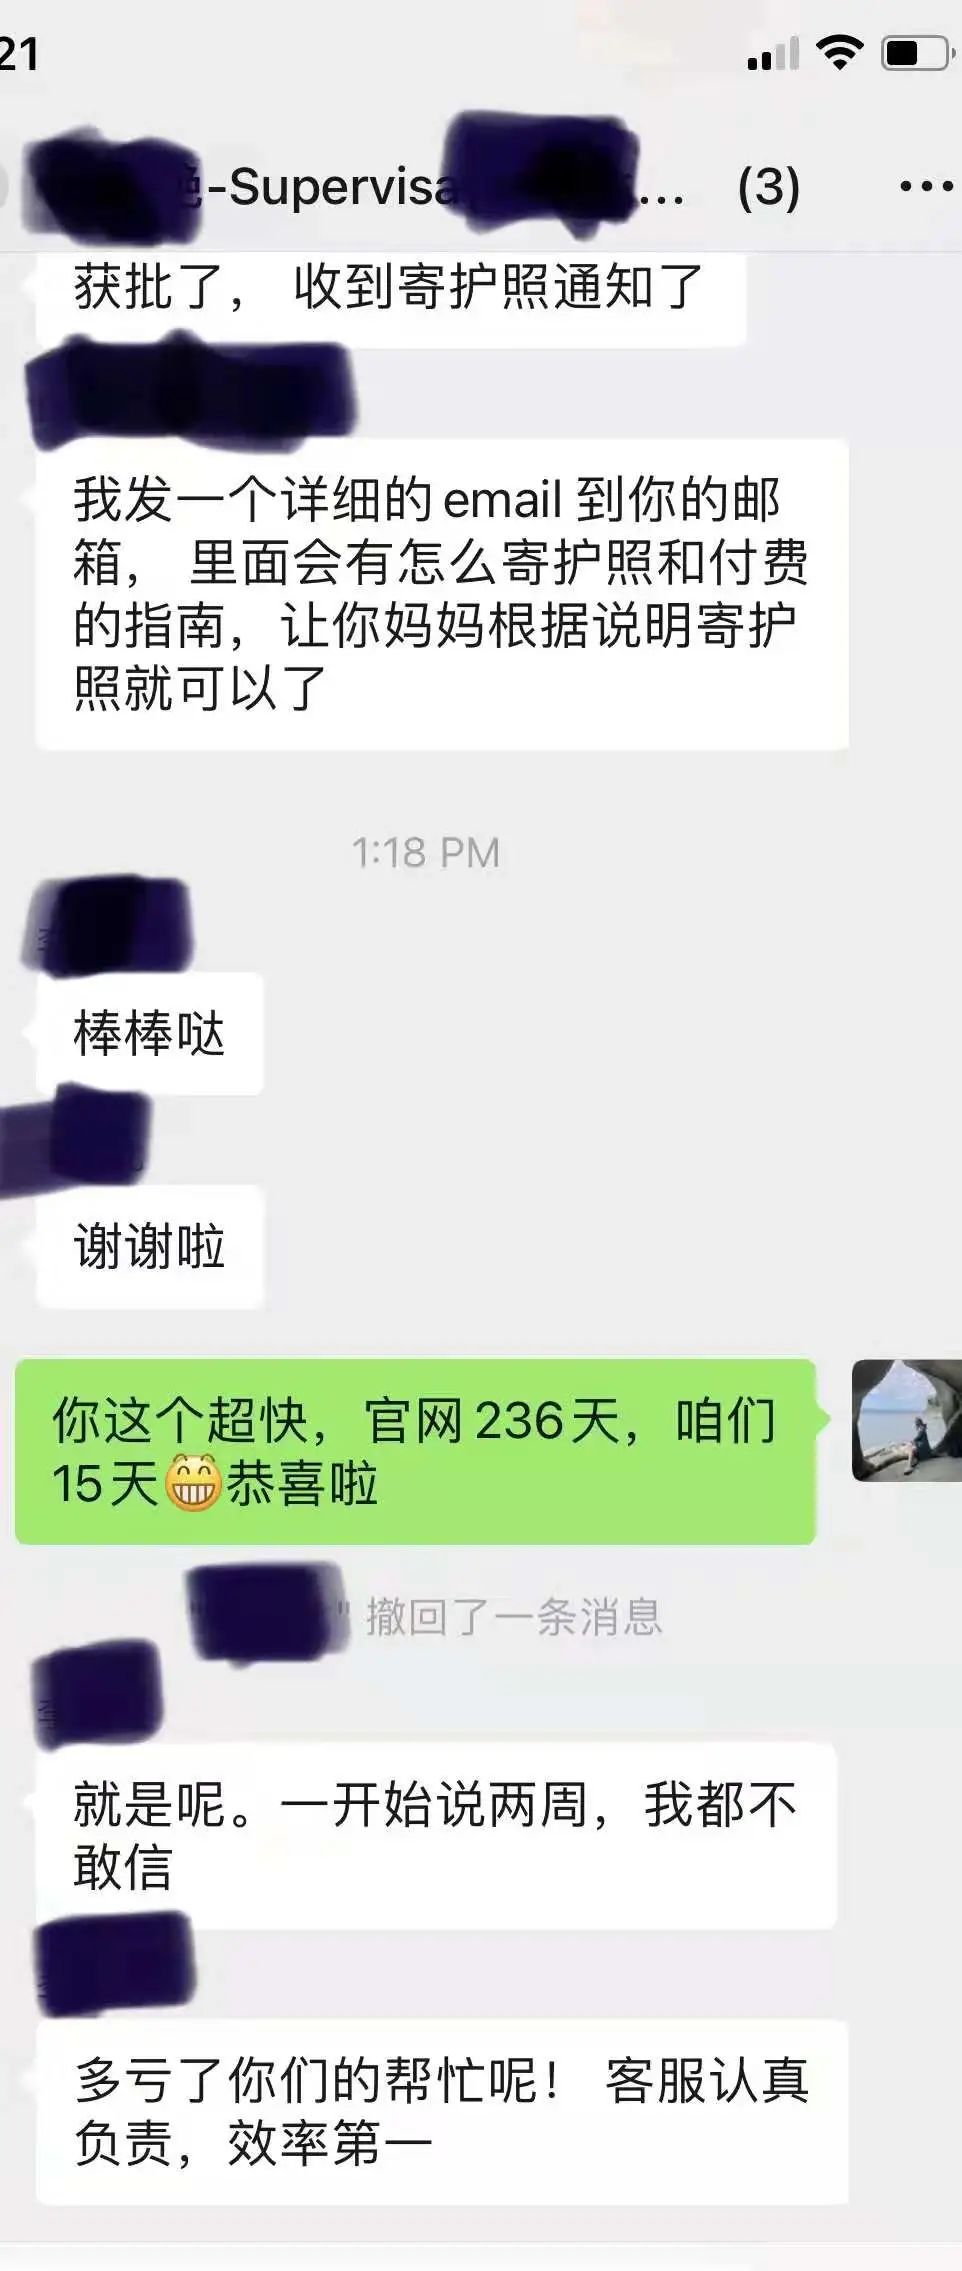 21
-Supervisa
... (3)
获批了， 收到寄护照通知了
我发一个详细的email 到你的邮
箱， 里面会有怎么寄护照和付费
的指南，让你妈妈根据说明寄护
照就可以了
1:18 PM
棒棒哒
谢谢啦
你这个超快，官网236天，咱们
15天😁恭喜啦
" 撤回了一条消息
就是呢。一开始说两周，我都不
敢信
多亏了你们的帮忙呢！ 客服认真
负责，效率第一